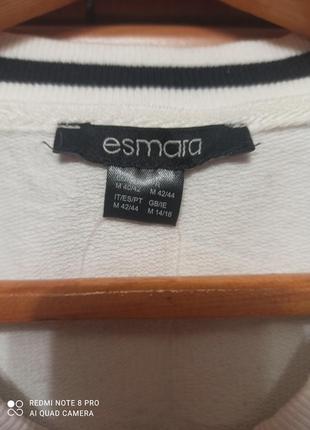 esmara
M 40/42 M 42/44
IT/ES/PT GB/IE
M 42/44 M 14/16
REDMI NOTE 8 PRO
AI QUAD CAMERA